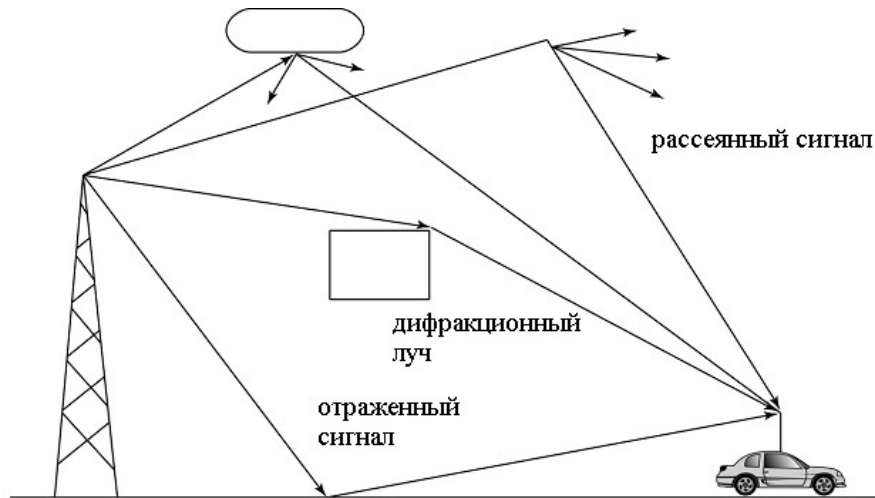 рассеянный сигнал
дифракционный
луч
отраженный
сигнал